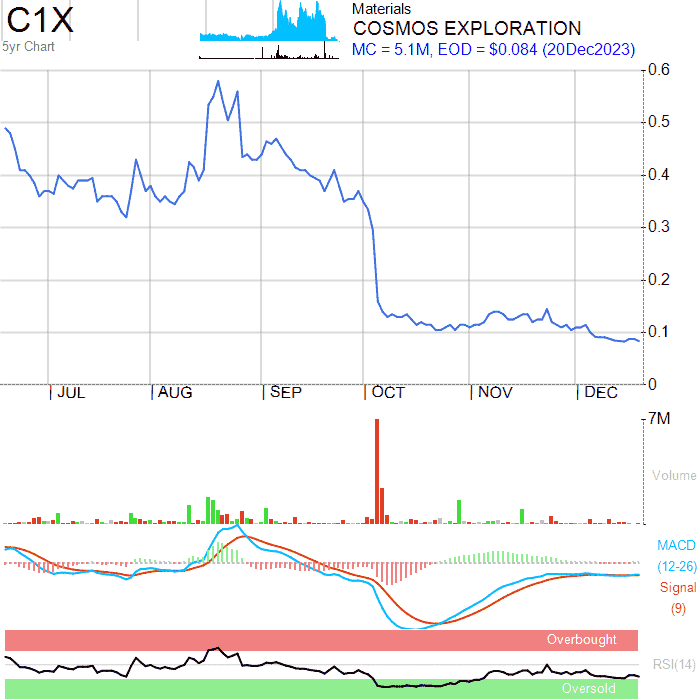 C1X
5yr Chart
Materials
COSMOS EXPLORATION
MC = 5.1M, EOD = $0.084 (20Dec2023)
0.6
0.5
0.4
0.3
0.2
0.1
0
JUL AUG SEP OCT NOV DEC
7M
Volume
MACD
(12-26)
Signal
(9)
Overbought
RSI(14)
Oversold